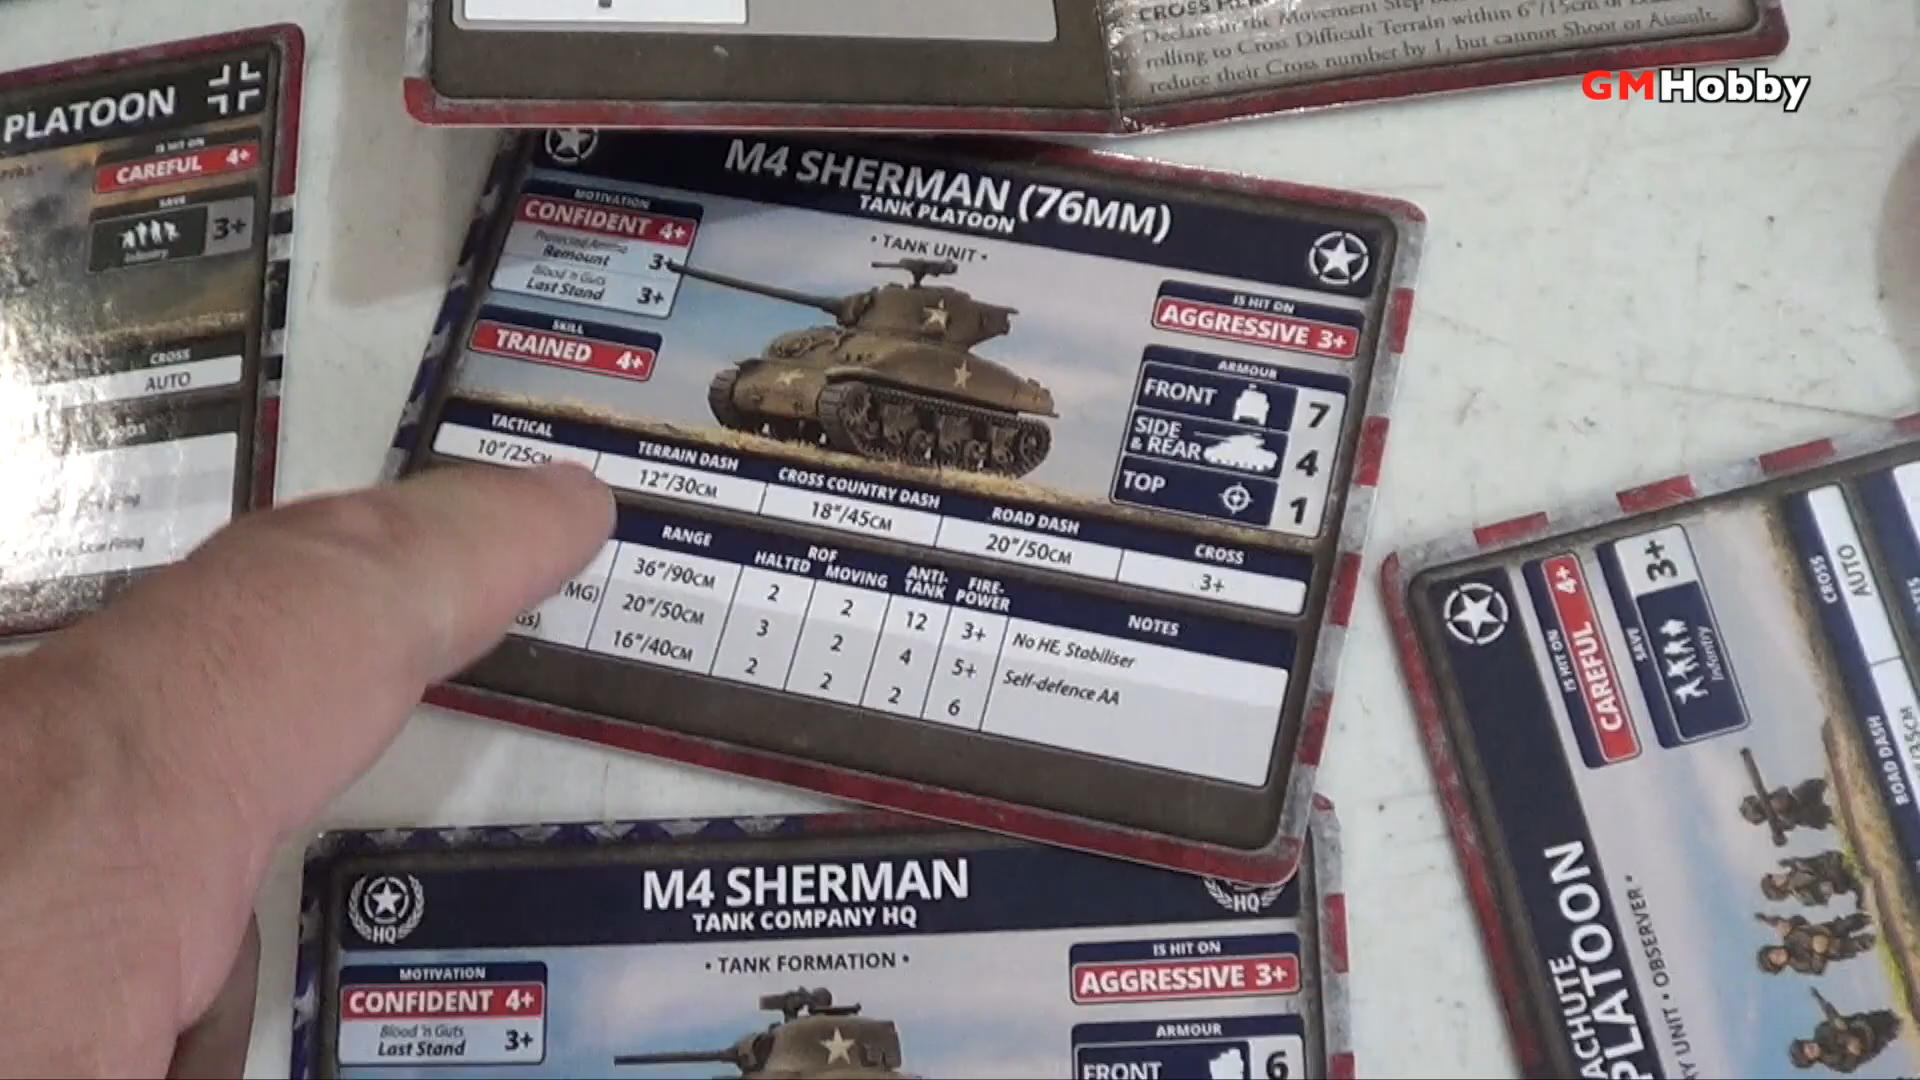 CROSS
Declare in the Movement Step
rolling to Cross Difficult Terrain within 6"/15cm of
reduce their Cross number by 1, but cannot Shoot or Assault.
GMHobby
PLATOON
IS HIT ON
CAREFUL 4+
SAVE
Infantry 3+
CROSS
AUTO
M4 SHERMAN (76MM)
TANK PLATOON
• TANK UNIT •
MOTIVATION
CONFIDENT 4+
Protected Ammo
Remount 3+
Blood 'n Guts
Last Stand 3+
SKILL
TRAINED 4+
IS HIT ON
AGGRESSIVE 3+
ARMOUR
FRONT 7
SIDE & REAR 4
TOP 1
TACTICAL TERRAIN DASH CROSS COUNTRY DASH ROAD DASH CROSS
10"/25CM 12"/30CM 18"/45CM 20"/50CM 3+
RANGE ROF HALTED MOVING ANTI-TANK FIRE-POWER NOTES
36"/90CM 2 2 12 3+ No HE, Stabiliser
MG) 20"/50CM 3 2 4 5+ Self-defence AA
16"/40CM 2 2 2 6
M4 SHERMAN
TANK COMPANY HQ
HQ
HQ
• TANK FORMATION •
MOTIVATION
CONFIDENT 4+
Blood 'n Guts
Last Stand 3+
IS HIT ON
AGGRESSIVE 3+
ARMOUR
FRONT 6
ACHUTE
PLATOON
UNIT • OBSERVER •
IS HIT ON
CAREFUL 4+
SAVE
Infantry 3+
CROSS
AUTO
ROAD DASH